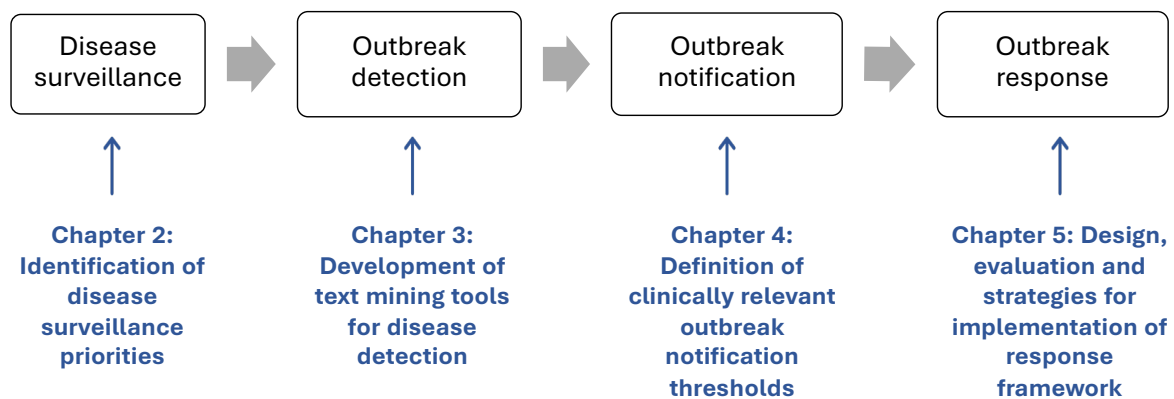 Disease
surveillance
Outbreak
detection
Outbreak
notification
Outbreak
response
Chapter 2:
Identification of
disease
surveillance
priorities
Chapter 3:
Development of
text mining tools
for disease
detection
Chapter 4:
Definition of
clinically relevant
outbreak
notification
thresholds
Chapter 5: Design,
evaluation and
strategies for
implementation of
response
framework